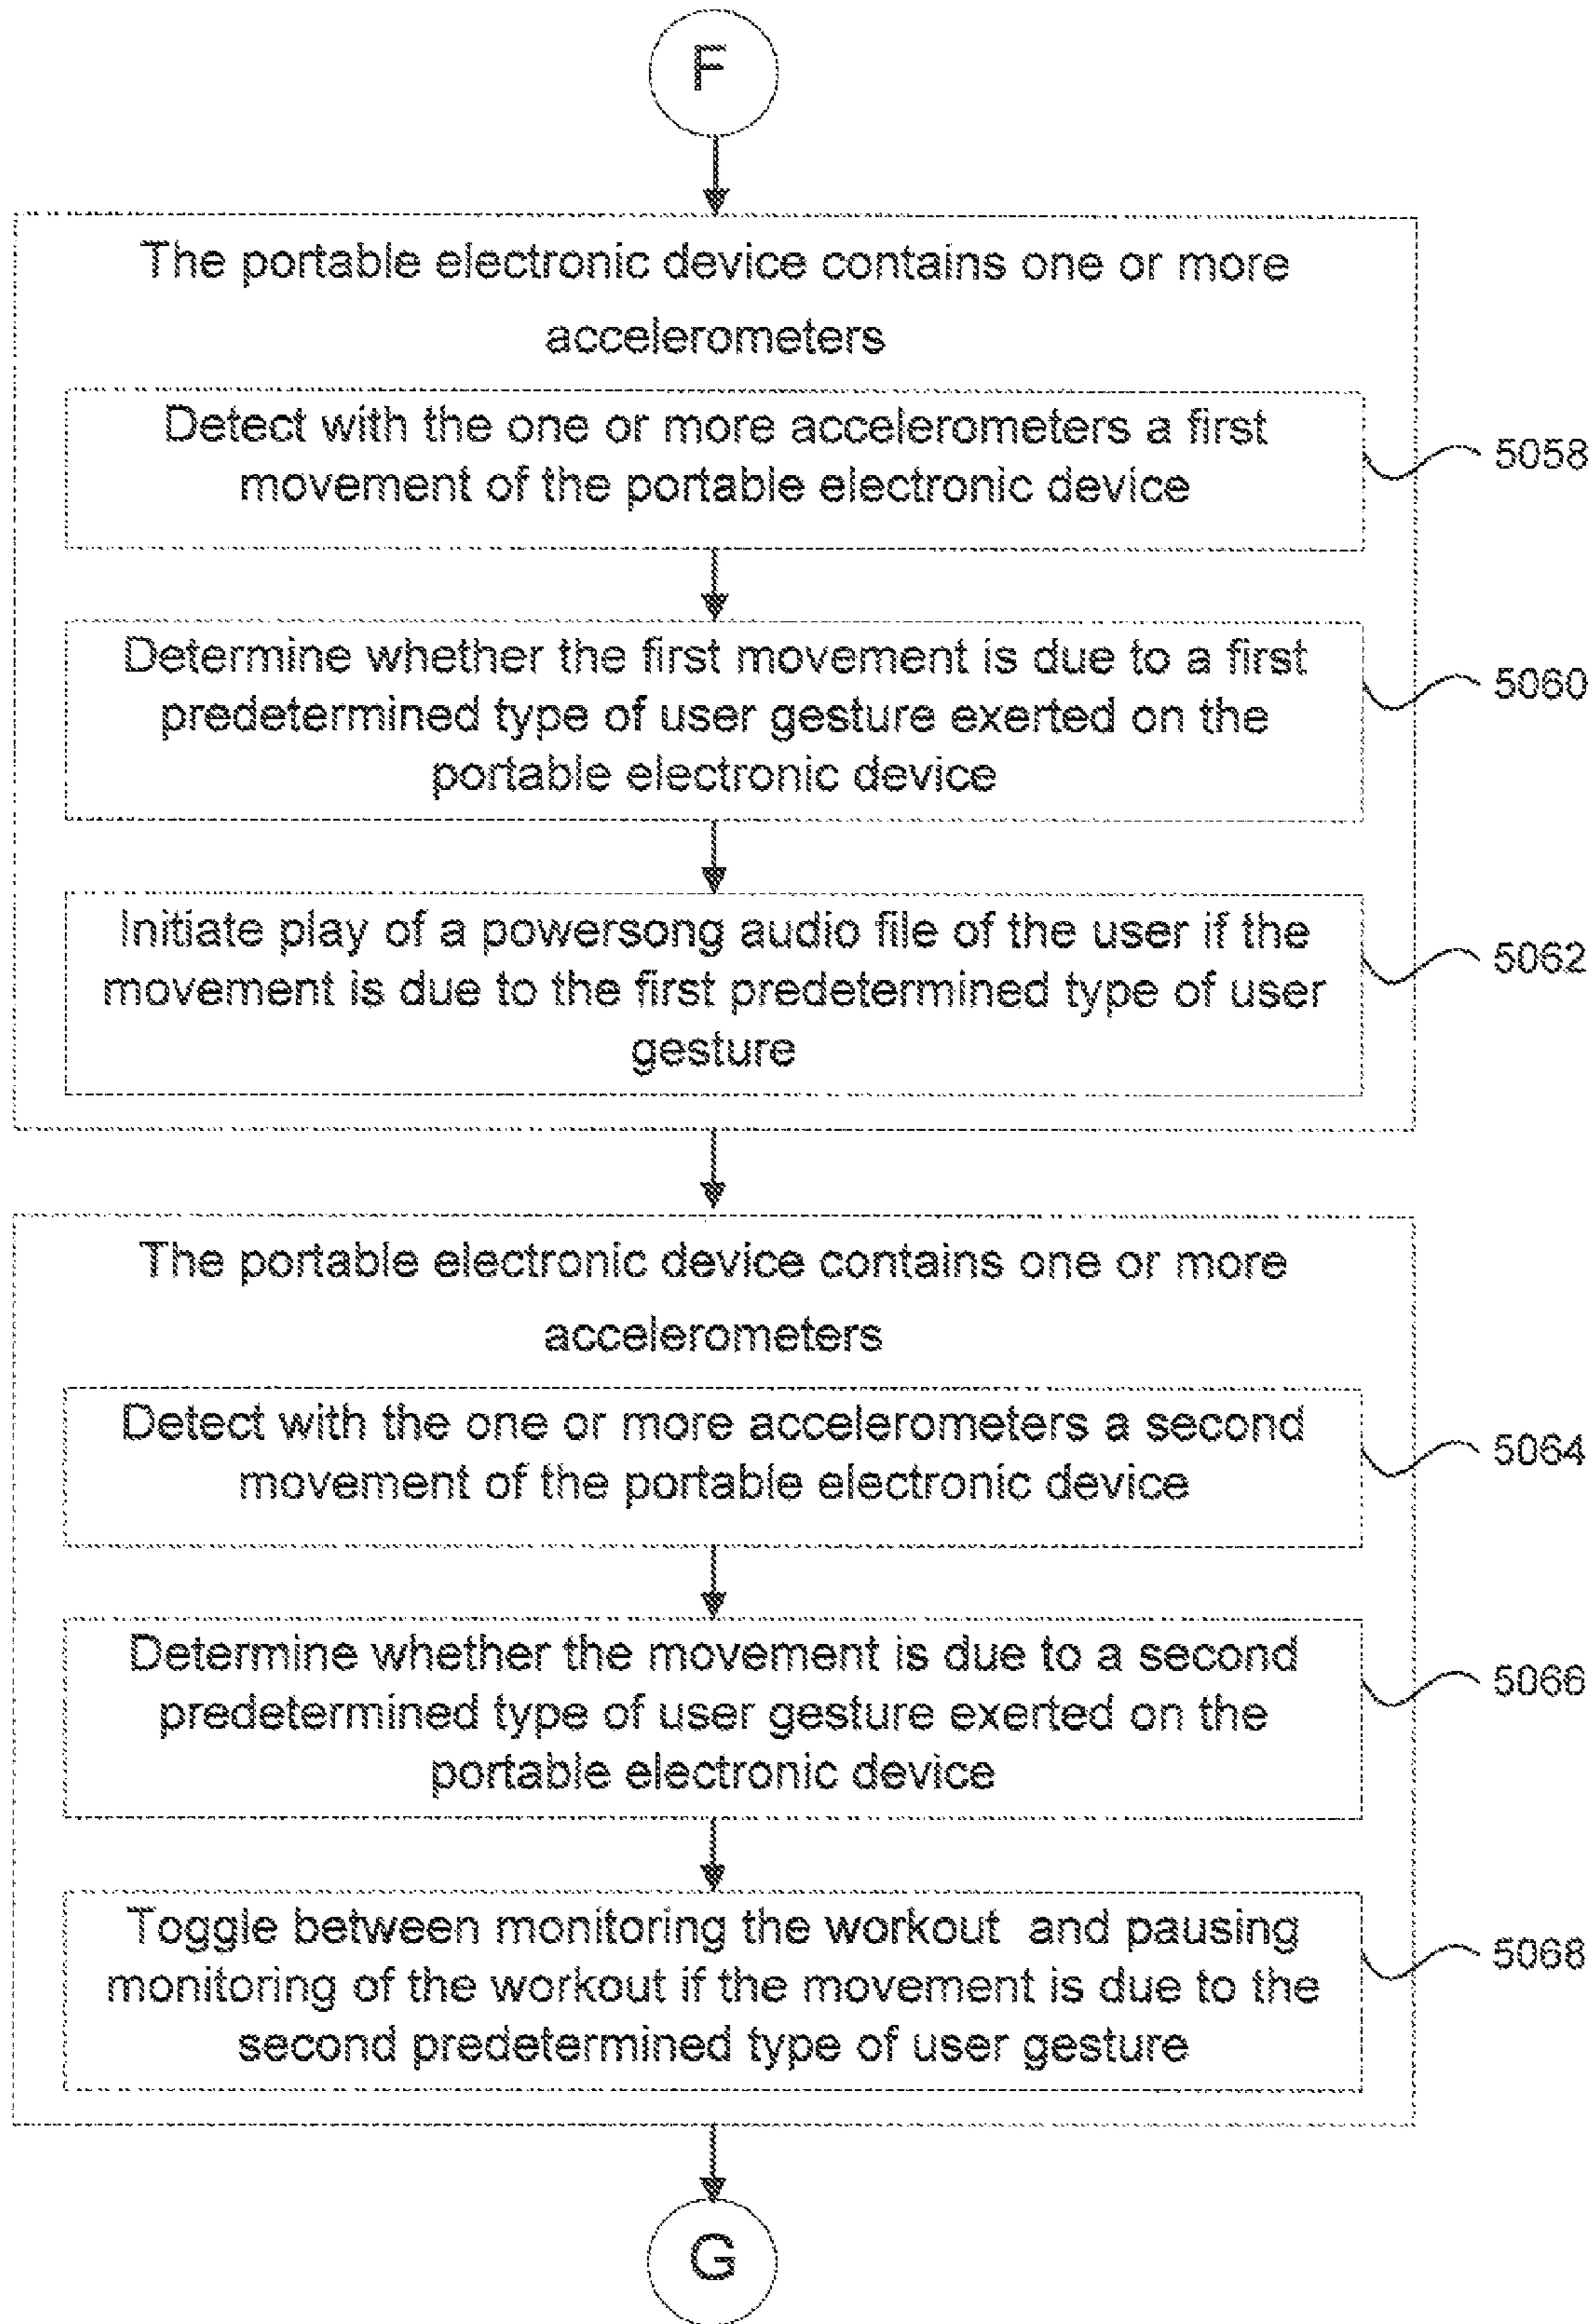 F
The portable electronic device contains one or more
accelerometers
Detect with the one or more accelerometers a first
movement of the portable electronic device
5058
Determine whether the first movement is due to a first
predetermined type of user gesture exerted on the
portable electronic device
5060
Initiate play of a powersong audio file of the user if the
movement is due to the first predetermined type of user
gesture
5062
The portable electronic device contains one or more
accelerometers
Detect with the one or more accelerometers a second
movement of the portable electronic device
5064
Determine whether the movement is due to a second
predetermined type of user gesture exerted on the
portable electronic device
5066
Toggle between monitoring the workout and pausing
monitoring of the workout if the movement is due to the
second predetermined type of user gesture
5068
G